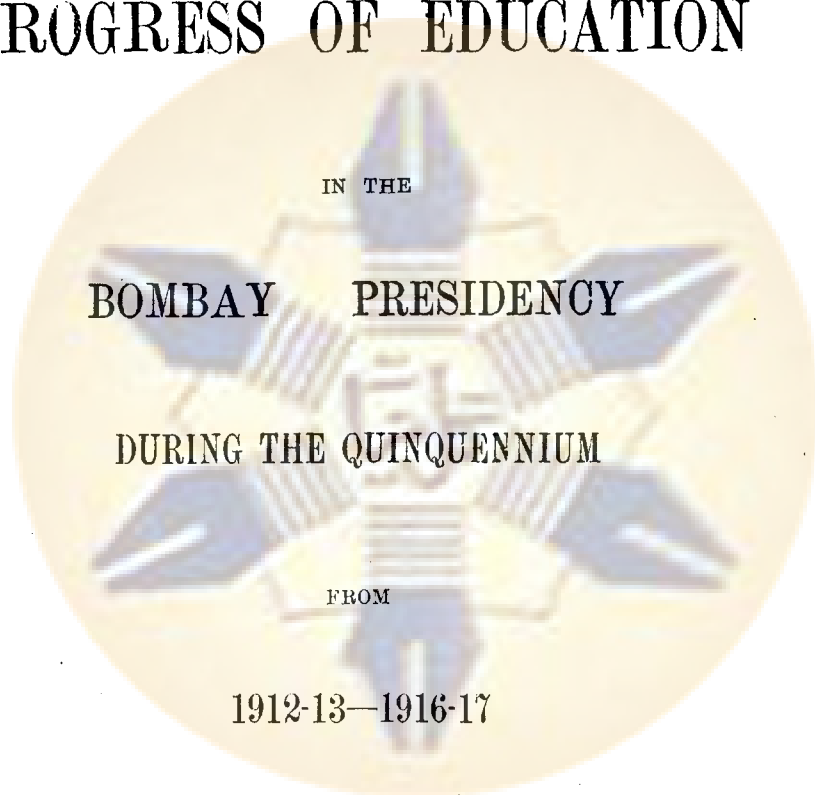 ROGRESS OF EDUCATION
IN THE
BOMBAY PRESIDENCY
DURING THE QUINQUENNIUM
FROM
1912-13—1916-17